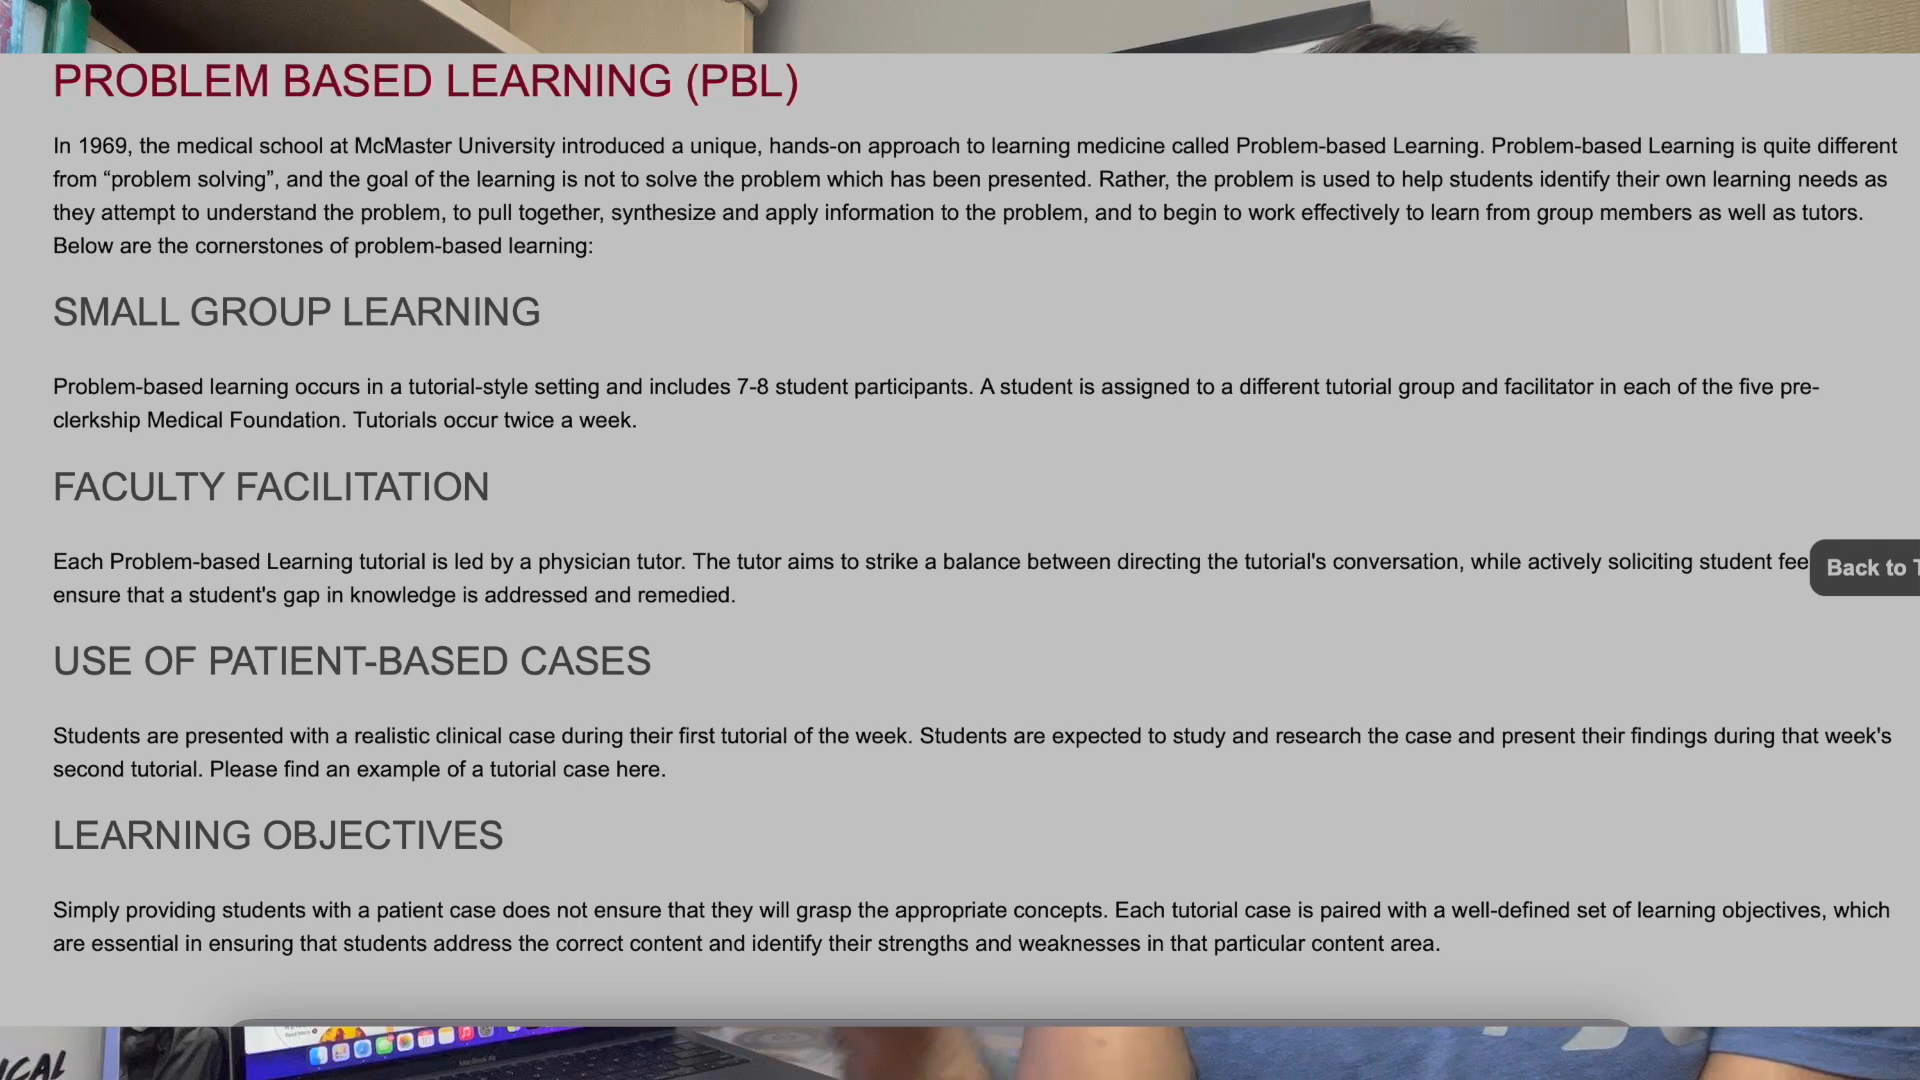 PROBLEM BASED LEARNING (PBL)
In 1969, the medical school at McMaster University introduced a unique, hands-on approach to learning medicine called Problem-based Learning. Problem-based Learning is quite different
from “problem solving”, and the goal of the learning is not to solve the problem which has been presented. Rather, the problem is used to help students identify their own learning needs as
they attempt to understand the problem, to pull together, synthesize and apply information to the problem, and to begin to work effectively to learn from group members as well as tutors.
Below are the cornerstones of problem-based learning:
SMALL GROUP LEARNING
Problem-based learning occurs in a tutorial-style setting and includes 7-8 student participants. A student is assigned to a different tutorial group and facilitator in each of the five pre-
clerkship Medical Foundation. Tutorials occur twice a week.
FACULTY FACILITATION
Each Problem-based Learning tutorial is led by a physician tutor. The tutor aims to strike a balance between directing the tutorial's conversation, while actively soliciting student fee
Back to T
ensure that a student's gap in knowledge is addressed and remedied.
USE OF PATIENT-BASED CASES
Students are presented with a realistic clinical case during their first tutorial of the week. Students are expected to study and research the case and present their findings during that week's
second tutorial. Please find an example of a tutorial case here.
LEARNING OBJECTIVES
Simply providing students with a patient case does not ensure that they will grasp the appropriate concepts. Each tutorial case is paired with a well-defined set of learning objectives, which
are essential in ensuring that students address the correct content and identify their strengths and weaknesses in that particular content area.
ICAL
MacBook Air